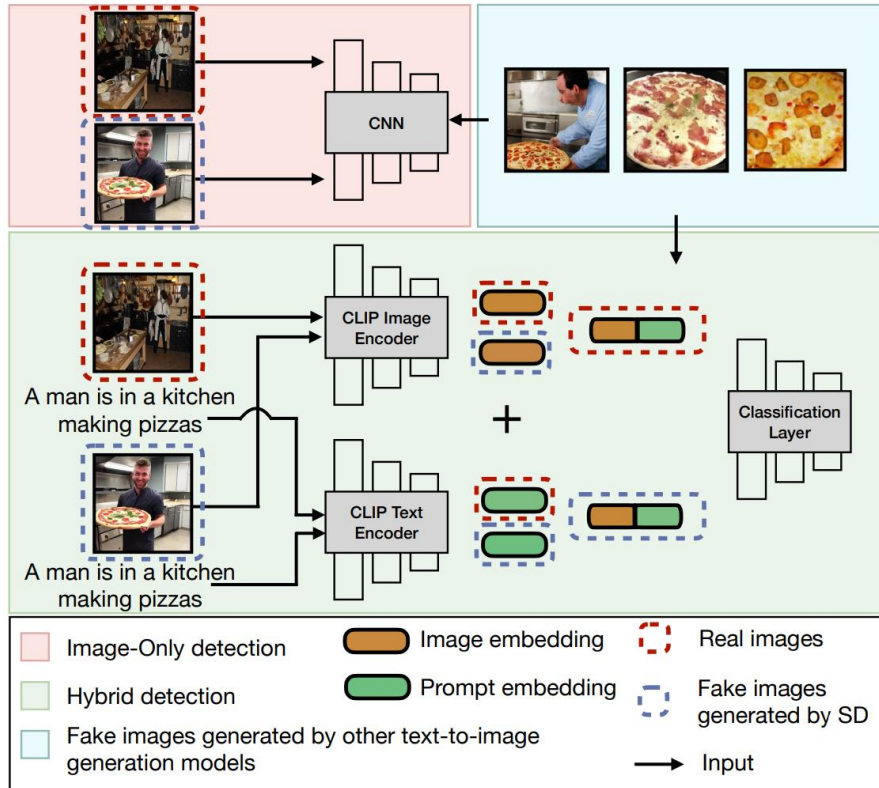 CNN
CLIP Image
Encoder
A man is in a kitchen
making pizzas
Classification
Layer
CLIP Text
Encoder
A man is in a kitchen
making pizzas
Image-Only detection
Image embedding
Real images
Hybrid detection
Prompt embedding
Fake images
generated by SD
Fake images generated by other text-to-image
generation models
Input